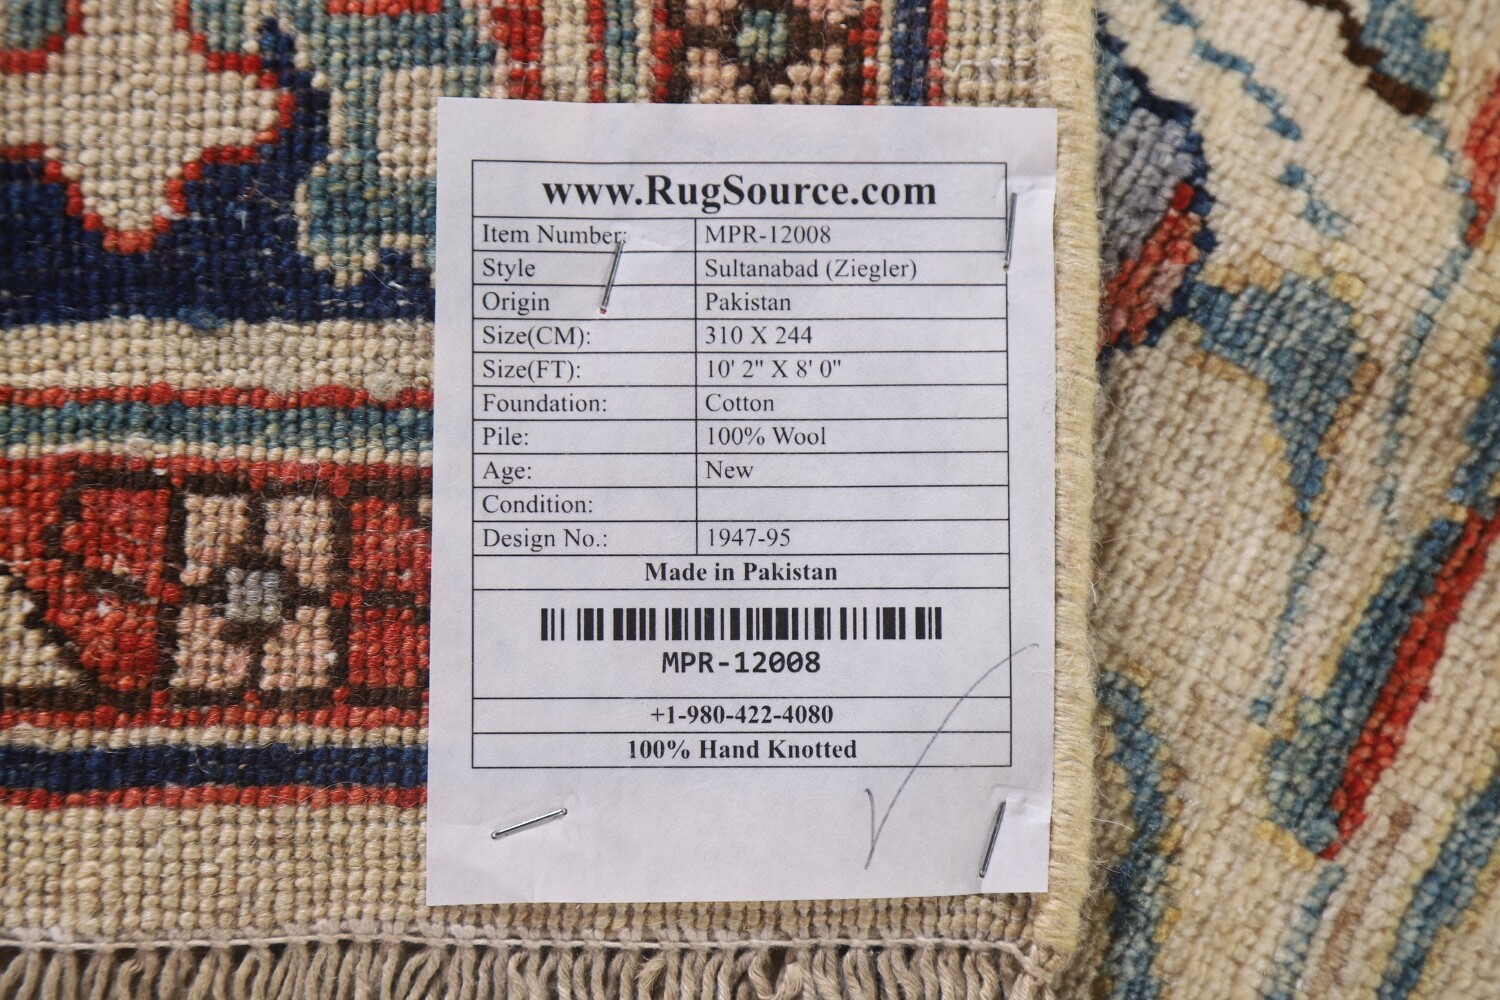 www.RugSource.com
Item Number: MPR-12008
Style Sultanabad (Ziegler)
Origin Pakistan
Size(CM): 310 X 244
Size(FT): 10' 2" X 8' 0"
Foundation: Cotton
Pile: 100% Wool
Age: New
Condition:
Design No.: 1947-95
Made in Pakistan
MPR-12008
+1-980-422-4080
100% Hand Knotted